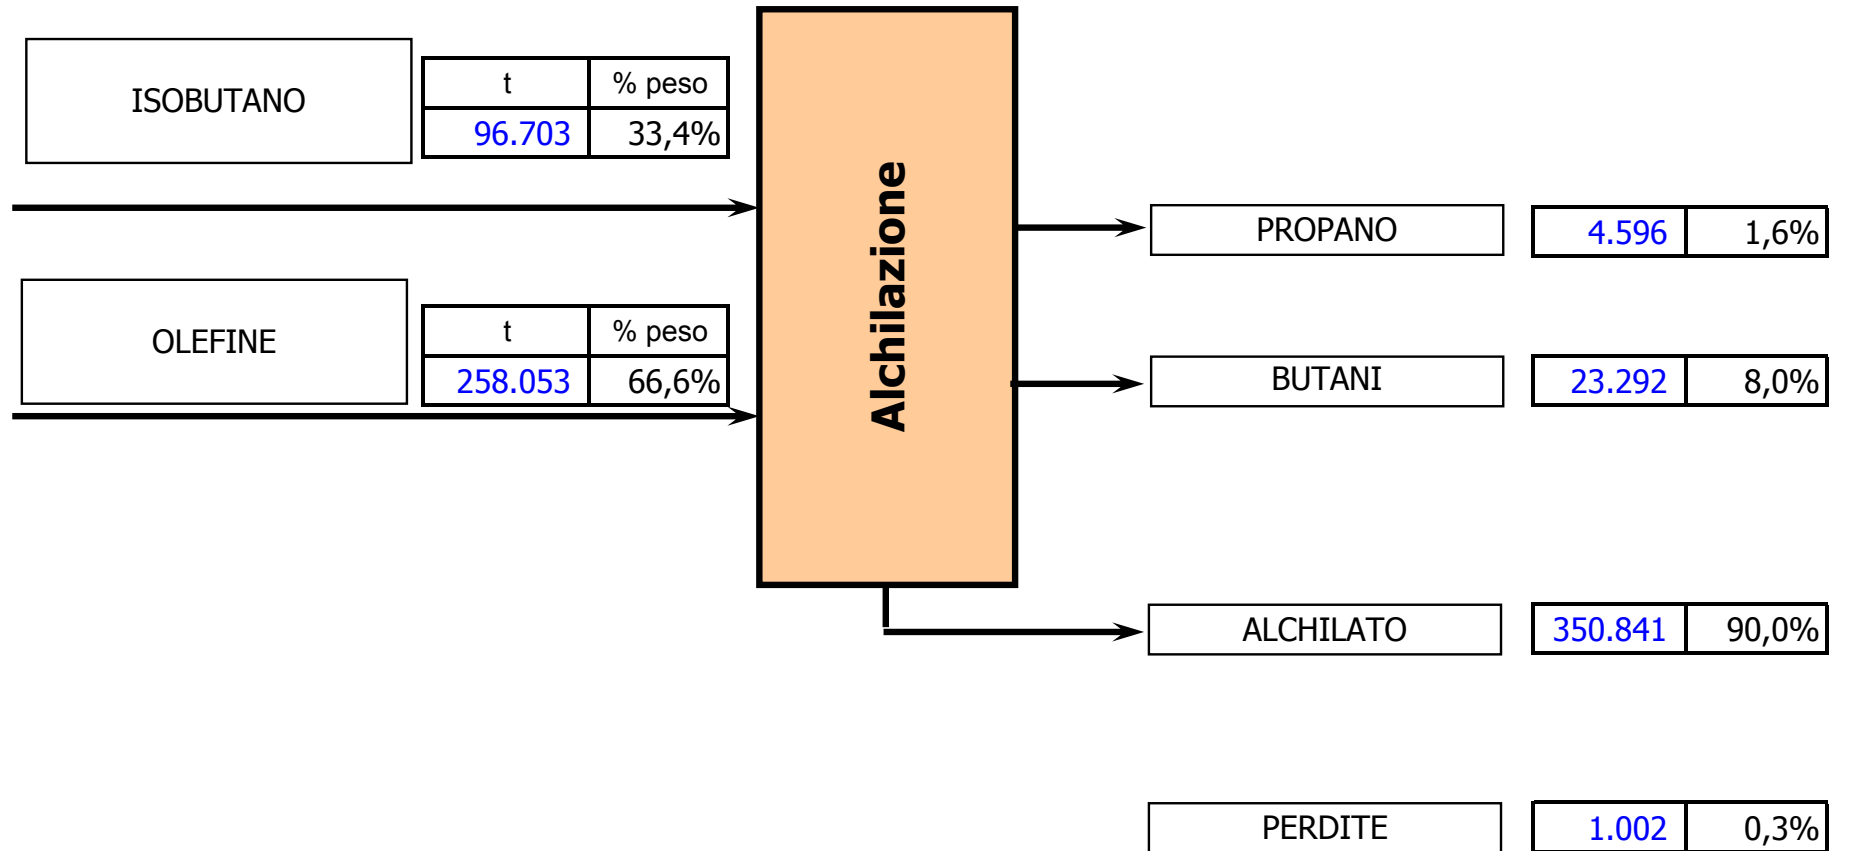 ISOBUTANO
t % peso
96.703 33,4%
OLEFINE
t % peso
258.053 66,6%
Alchilazione
PROPANO 4.596 1,6%
BUTANI 23.292 8,0%
ALCHILATO 350.841 90,0%
PERDITE 1.002 0,3%